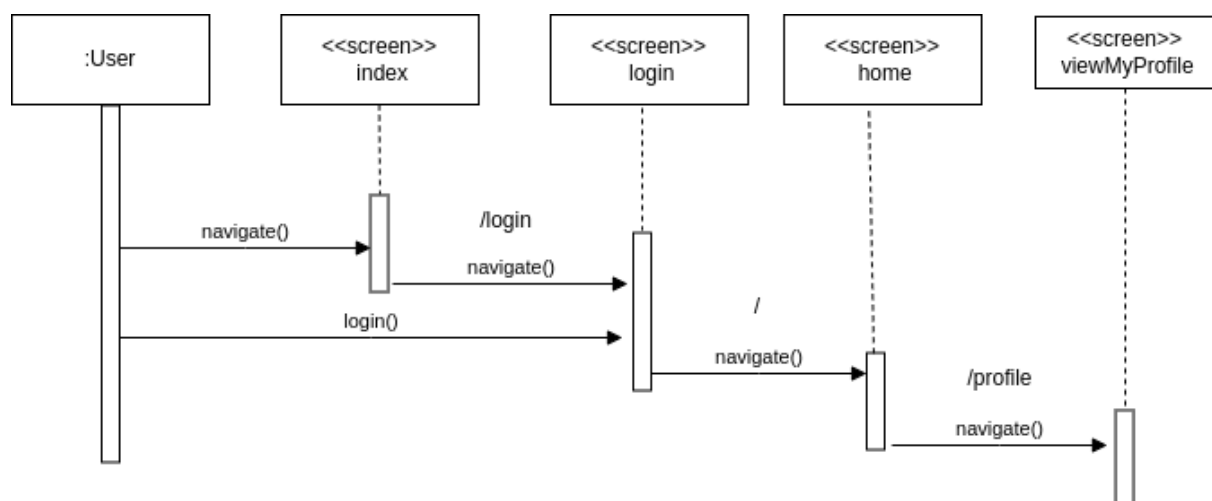 :User
<<screen>>
index
<<screen>>
login
<<screen>>
home
<<screen>>
viewMyProfile
/login
navigate()
navigate()
/
login()
navigate()
/profile
navigate()